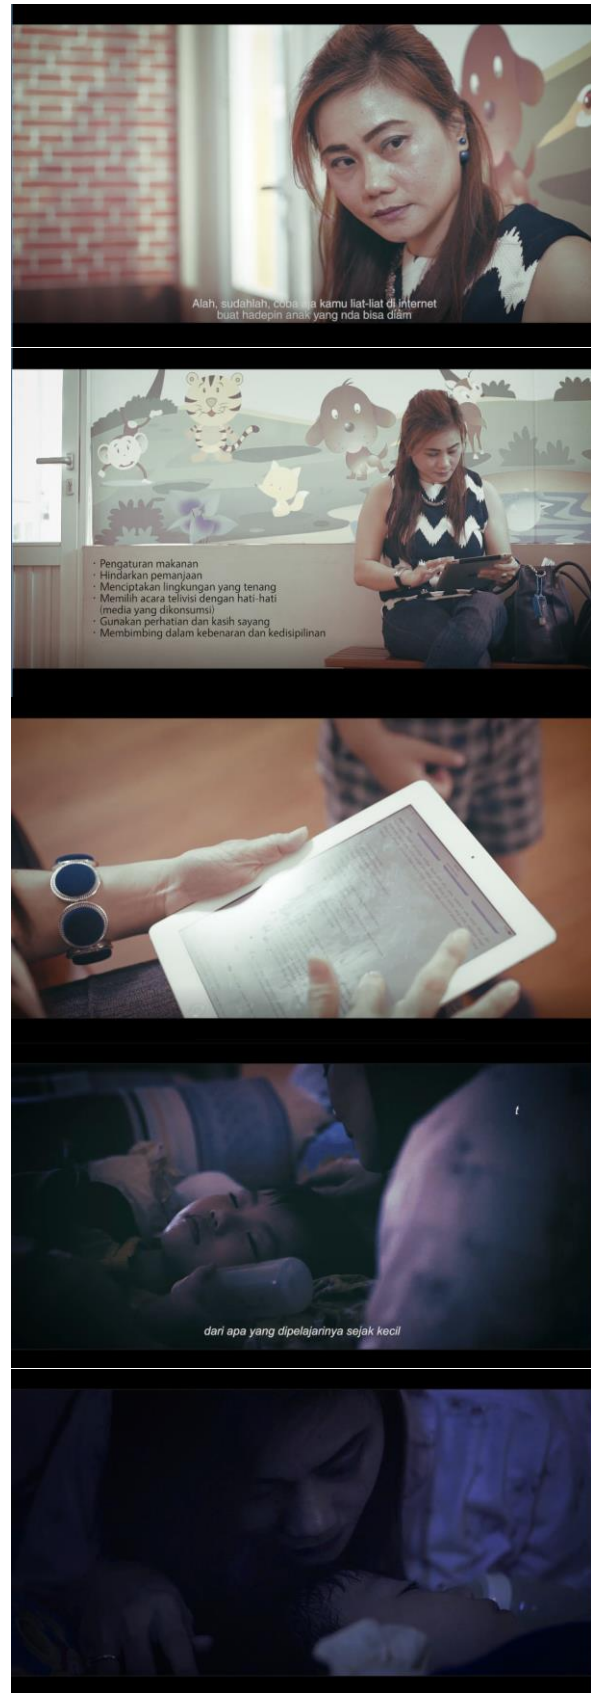 Alah, sudahlah, coba aja kamu liat-liat di internet
buat hadepin anak yang nda bisa diam
· Pengaturan makanan
· Hindarkan pemanjaan
· Menciptakan lingkungan yang tenang
· Memilih acara telivisi dengan hati-hati
(media yang dikonsumsi)
· Gunakan perhatian dan kasih sayang
· Membimbing dalam kebenaran dan kedisipilinan
t
dari apa yang dipelajarinya sejak kecil